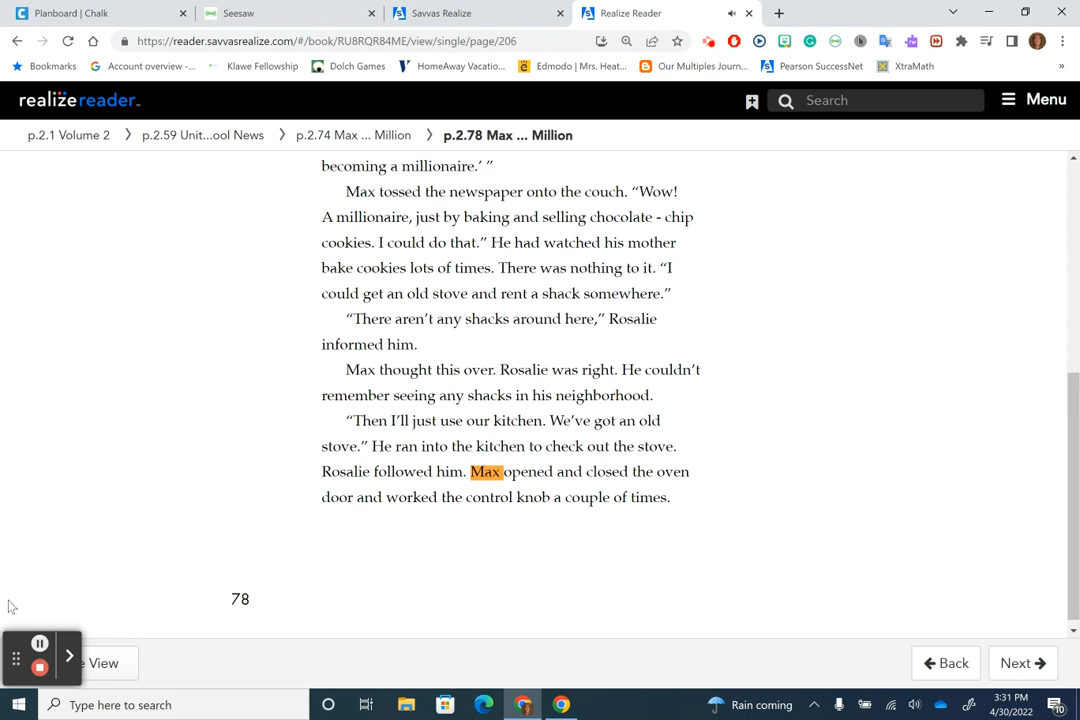 Planboard | Chalk
Seesaw
Savvas Realize
Realize Reader
https://reader.savvasrealize.com/#/book/RU8RQR84ME/view/single/page/206
Bookmarks
Account overview -...
Klawe Fellowship
Dolch Games
HomeAway Vacatio...
Edmodo | Mrs. Heat...
Our Multiples Journ...
Pearson SuccessNet
XtraMath
»
realizereader™
Search
Menu
p.2.1 Volume 2
p.2.59 Unit...ool News
p.2.74 Max ... Million
p.2.78 Max ... Million
becoming a millionaire.’ ”
Max tossed the newspaper onto the couch. “Wow!
A millionaire, just by baking and selling chocolate - chip
cookies. I could do that.” He had watched his mother
bake cookies lots of times. There was nothing to it. “I
could get an old stove and rent a shack somewhere.”
“There aren’t any shacks around here,” Rosalie
informed him.
Max thought this over. Rosalie was right. He couldn’t
remember seeing any shacks in his neighborhood.
“Then I’ll just use our kitchen. We’ve got an old
stove.” He ran into the kitchen to check out the stove.
Rosalie followed him. Max opened and closed the oven
door and worked the control knob a couple of times.
78
View
Back
Next
Type here to search
Rain coming
3:31 PM
4/30/2022
10